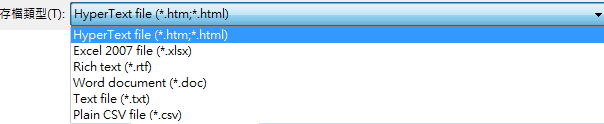 存檔類型(T): HyperText file (*.htm;*.html)
HyperText file (*.htm;*.html)
Excel 2007 file (*.xlsx)
Rich text (*.rtf)
Word document (*.doc)
Text file (*.txt)
Plain CSV file (*.csv)